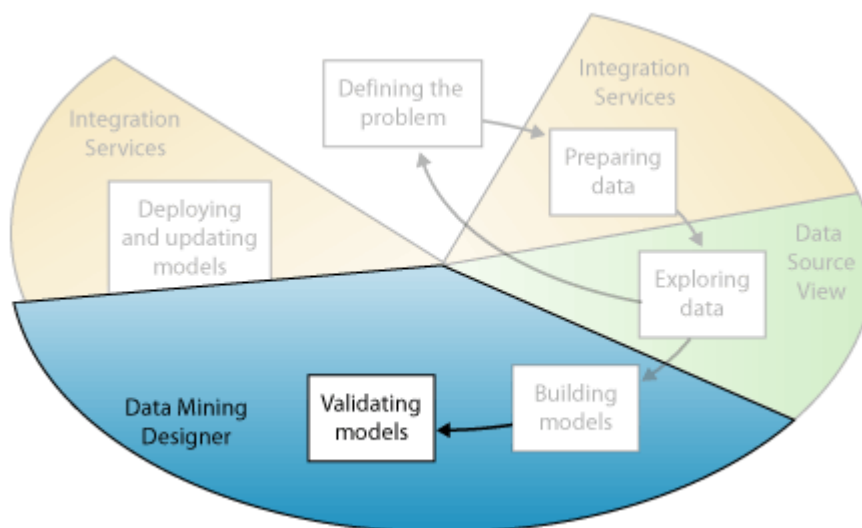 Defining the
problem
Integration
Services
Preparing
data
Data
Source
View
Exploring
data
Building
models
Validating
models
Data Mining
Designer
Deploying
and updating
models
Integration
Services